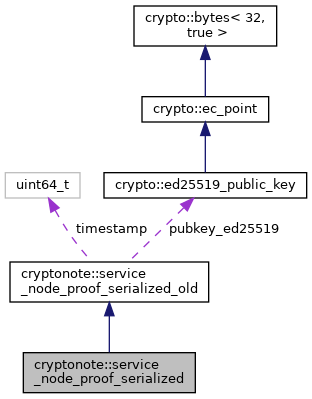 crypto::bytes< 32,
true >
crypto::ec_point
uint64_t
crypto::ed25519_public_key
timestamp
pubkey_ed25519
cryptonote::service
_node_proof_serialized_old
cryptonote::service
_node_proof_serialized